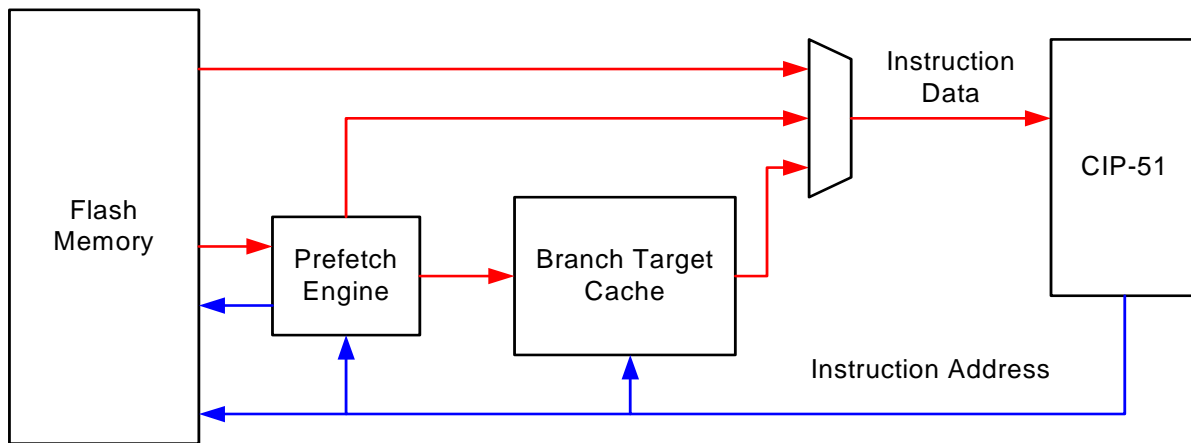 Instruction
Data
CIP-51
Flash
Memory
Prefetch
Engine
Branch Target
Cache
Instruction Address